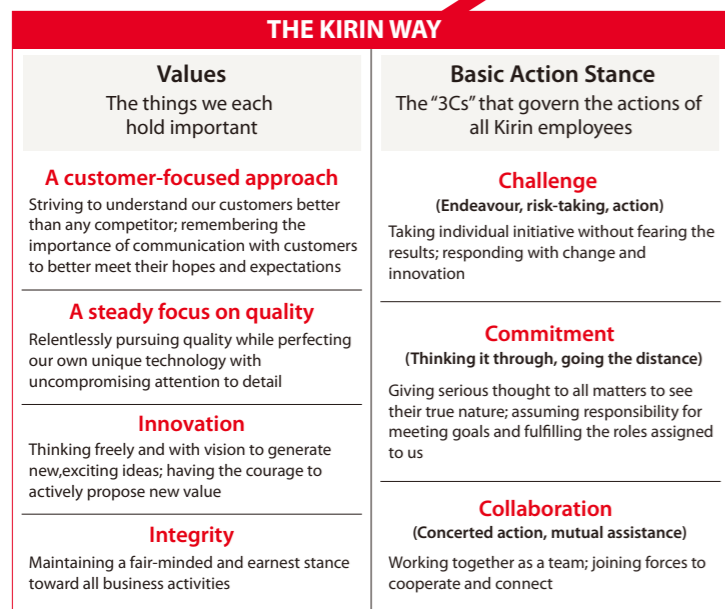 THE KIRIN WAY
Values
The things we each
hold important
A customer-focused approach
Striving to understand our customers better
than any competitor; remembering the
importance of communication with customers
to better meet their hopes and expectations
A steady focus on quality
Relentlessly pursuing quality while perfecting
our own unique technology with
uncompromising attention to detail
Innovation
Thinking freely and with vision to generate
new,exciting ideas; having the courage to
actively propose new value
Integrity
Maintaining a fair-minded and earnest stance
toward all business activities
Basic Action Stance
The “3Cs” that govern the actions of
all Kirin employees
Challenge
(Endeavour, risk-taking, action)
Taking individual initiative without fearing the
results; responding with change and
innovation
Commitment
(Thinking it through, going the distance)
Giving serious thought to all matters to see
their true nature; assuming responsibility for
meeting goals and fulfilling the roles assigned
to us
Collaboration
(Concerted action, mutual assistance)
Working together as a team; joining forces to
cooperate and connect